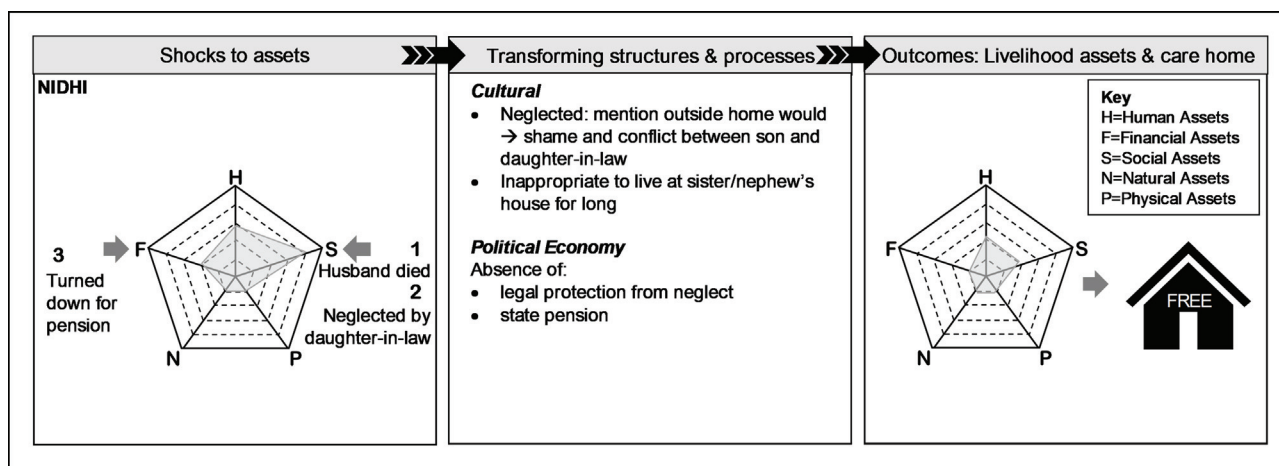 Shocks to assets
Transforming structures & processes
Outcomes: Livelihood assets & care home
NIDHI
H
F
S
N
P
3
Turned
down for
pension
1
Husband died
2
Neglected by
daughter-in-law
Cultural
• Neglected: mention outside home would
→ shame and conflict between son and
daughter-in-law
• Inappropriate to live at sister/nephew's
house for long
Political Economy
Absence of:
• legal protection from neglect
• state pension
Key
H=Human Assets
F=Financial Assets
S=Social Assets
N=Natural Assets
P=Physical Assets
H
F
S
N
P
FREE